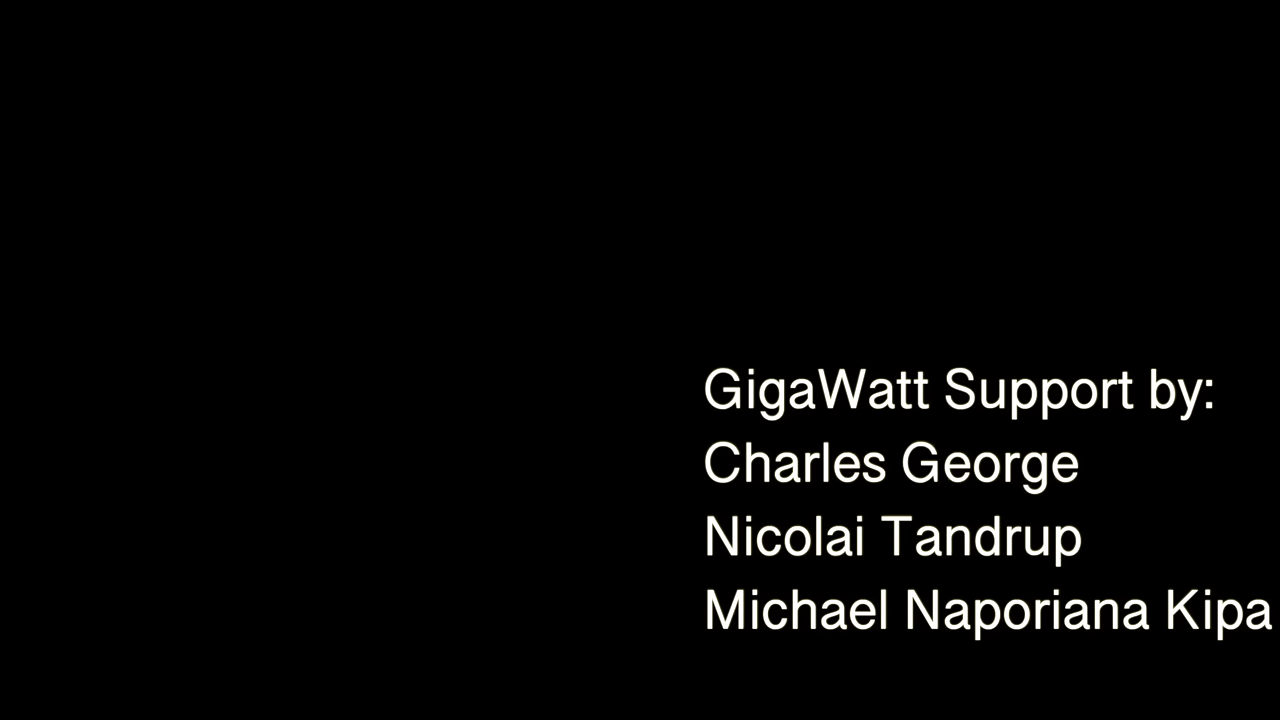 GigaWatt Support by:
Charles George
Nicolai Tandrup
Michael Naporiana Kipa